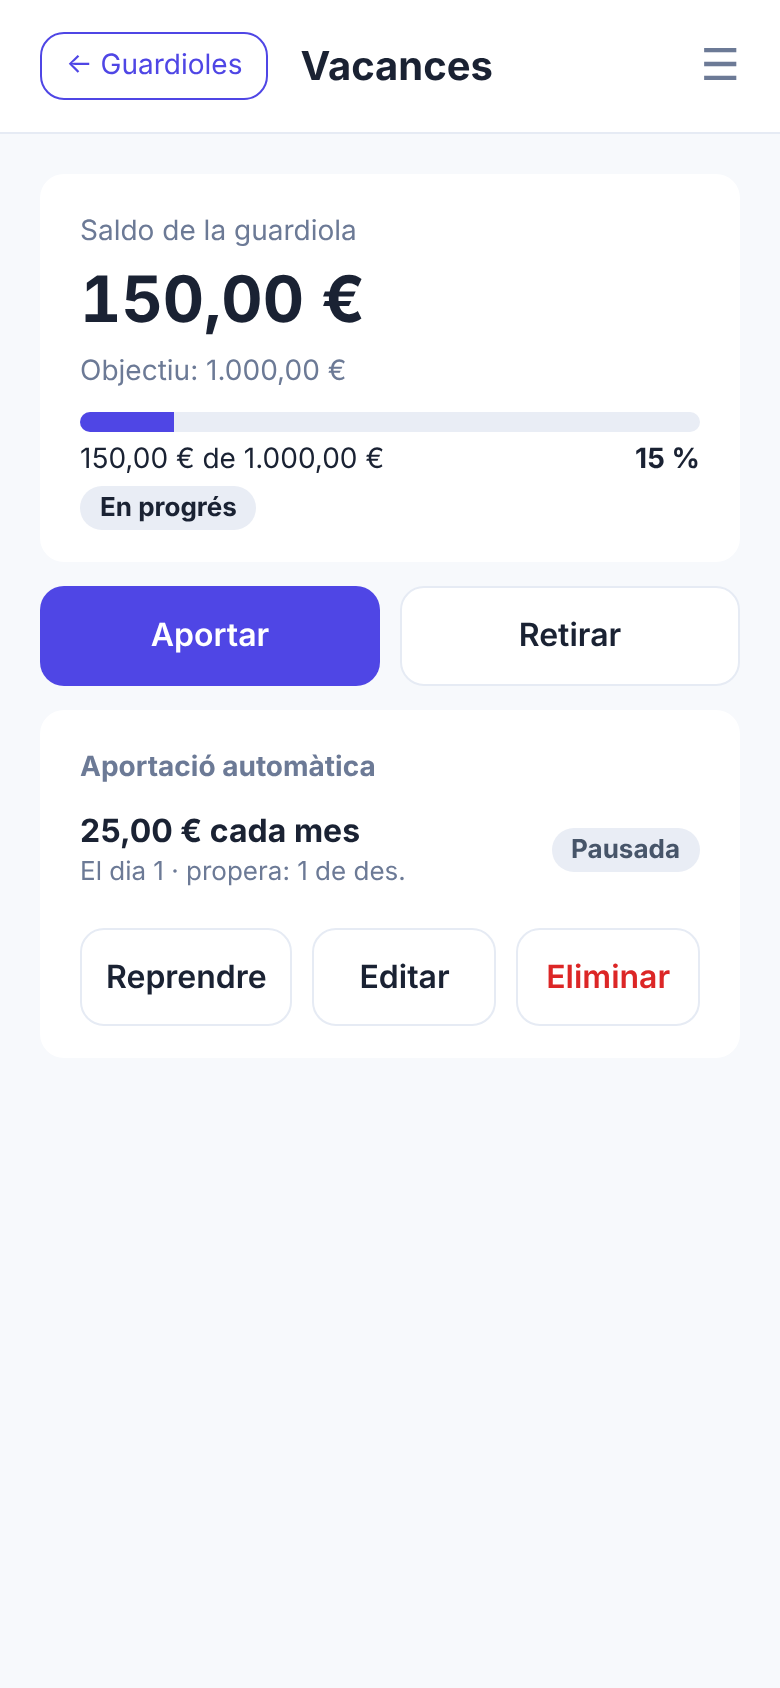 ← Guardioles
Vacances
☰
Saldo de la guardiola
150,00 €
Objectiu: 1.000,00 €
150,00 € de 1.000,00 €
15 %
En progrés
Aportar
Retirar
Aportació automàtica
25,00 € cada mes
El dia 1 · propera: 1 de des.
Pausada
Reprendre
Editar
Eliminar